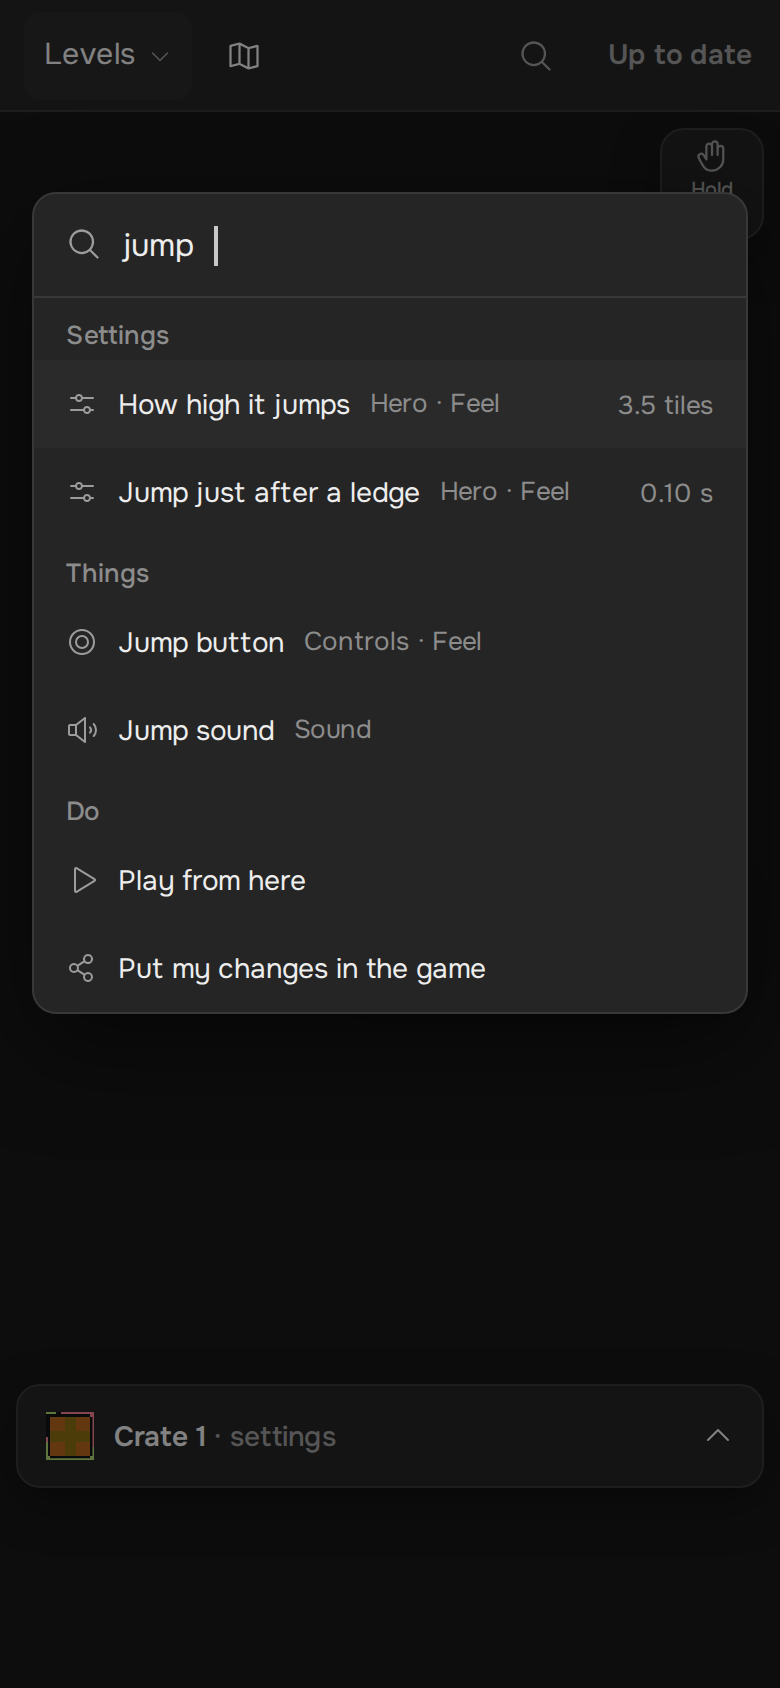 Levels
Up to date
Hold
jump
Settings
How high it jumps Hero · Feel 3.5 tiles
Jump just after a ledge Hero · Feel 0.10 s
Things
Jump button Controls · Feel
Jump sound Sound
Do
Play from here
Put my changes in the game
Crate 1 · settings